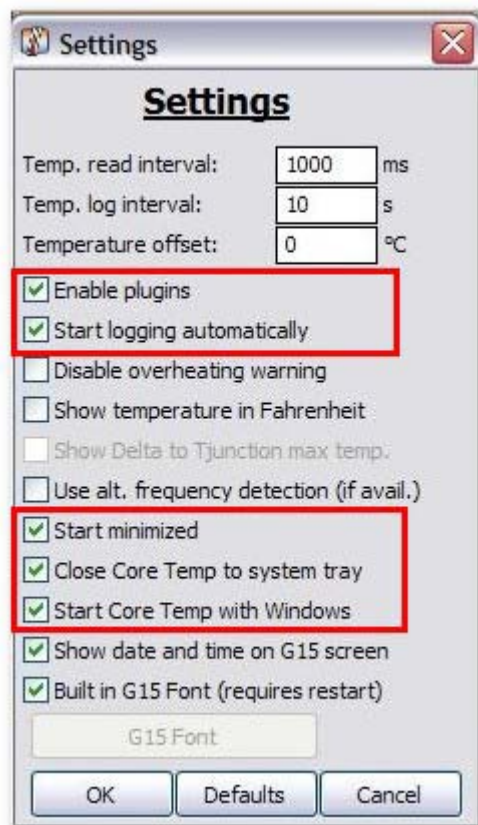 Settings
Settings
Temp. read interval: 1000 ms
Temp. log interval: 10 s
Temperature offset: 0 °C
Enable plugins
Start logging automatically
Disable overheating warning
Show temperature in Fahrenheit
Show Delta to Tjunction max temp.
Use alt. frequency detection (if avail.)
Start minimized
Close Core Temp to system tray
Start Core Temp with Windows
Show date and time on G15 screen
Built in G15 Font (requires restart)
G15 Font
OK Defaults Cancel